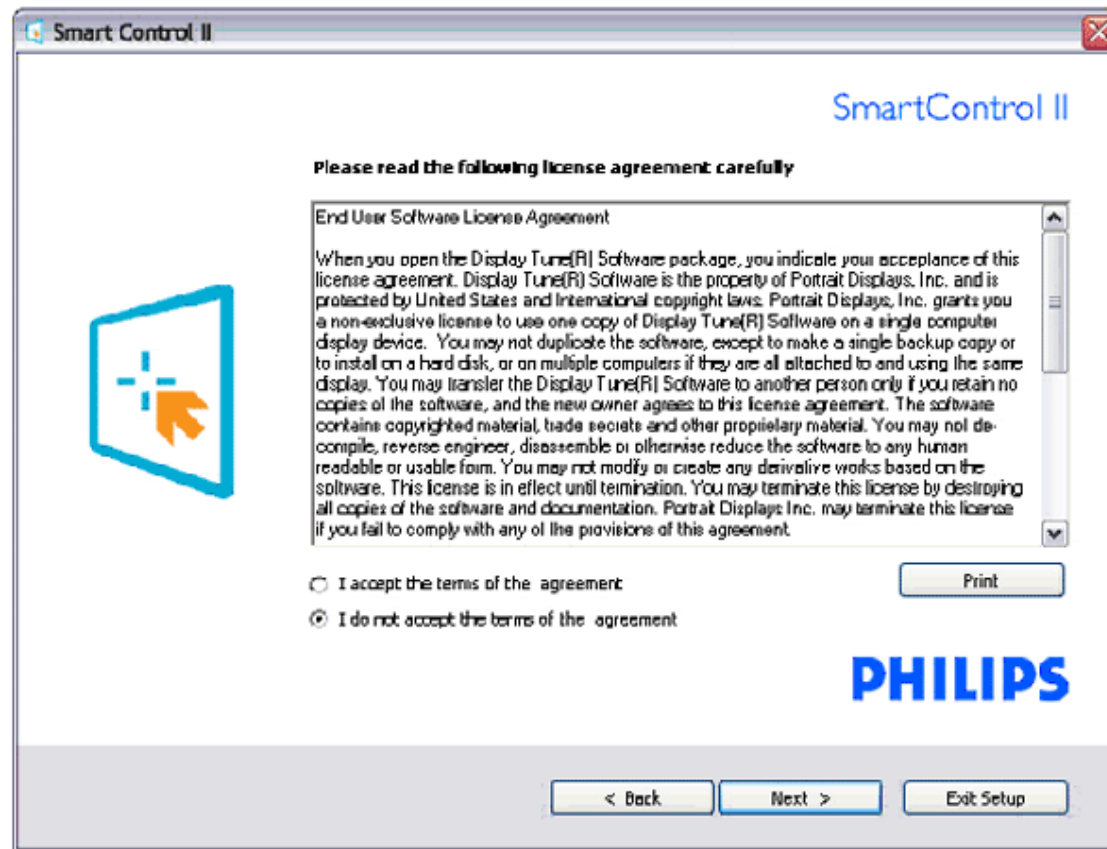 Smart Control II
SmartControl II
Please read the following license agreement carefully
End User Software License Agreement
When you open the Display Tune(R) Software package, you indicate your acceptance of this
license agreement. Display Tune(R) Software is the property of Portrait Displays, Inc. and is
protected by United States and International copyright laws. Portrait Displays, Inc. grants you
a non-exclusive license to use one copy of Display Tune(R) Software on a single computer
display device. You may not duplicate the software, except to make a single backup copy or
to install on a hard disk, or on multiple computers if they are all attached to and using the same
display. You may transfer the Display Tune(R) Software to another person only if you retain no
copies of the software, and the new owner agrees to this license agreement. The software
contains copyrighted material, trade secrets and other proprietary material. You may not de-
compile, reverse engineer, disassemble or otherwise reduce the software to any human
readable or usable form. You may not modify or create any derivative works based on the
software. This license is in effect until termination. You may terminate this license by destroying
all copies of the software and documentation. Portrait Displays Inc. may terminate this license
if you fail to comply with any of the provisions of this agreement.
I accept the terms of the agreement
Print
I do not accept the terms of the agreement
PHILIPS
< Back
Next >
Exit Setup